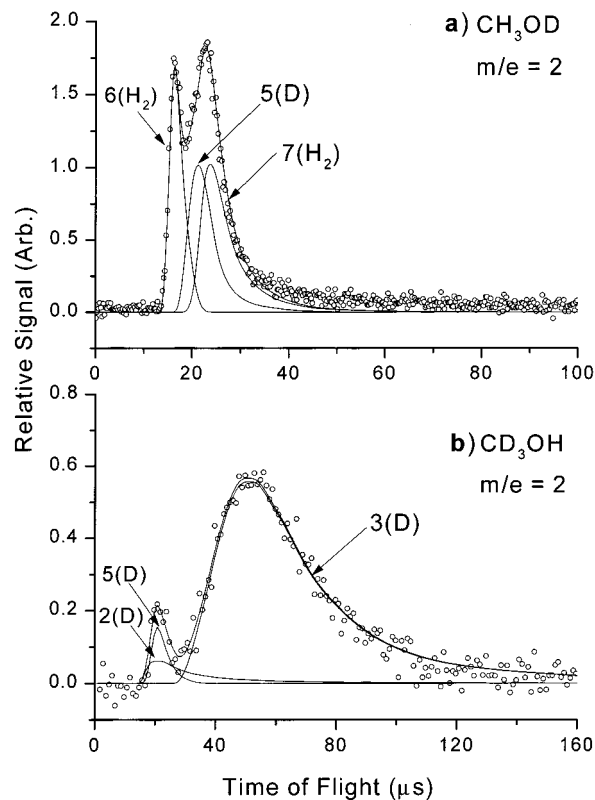 a) CH₃OD
m/e = 2
6(H₂)
5(D)
7(H₂)
2.0
1.5
1.0
0.5
0.0
0 20 40 60 80 100
Relative Signal (Arb.)
b) CD₃OH
m/e = 2
3(D)
5(D)
2(D)
0.8
0.6
0.4
0.2
0.0
0 40 80 120 160
Time of Flight (μs)